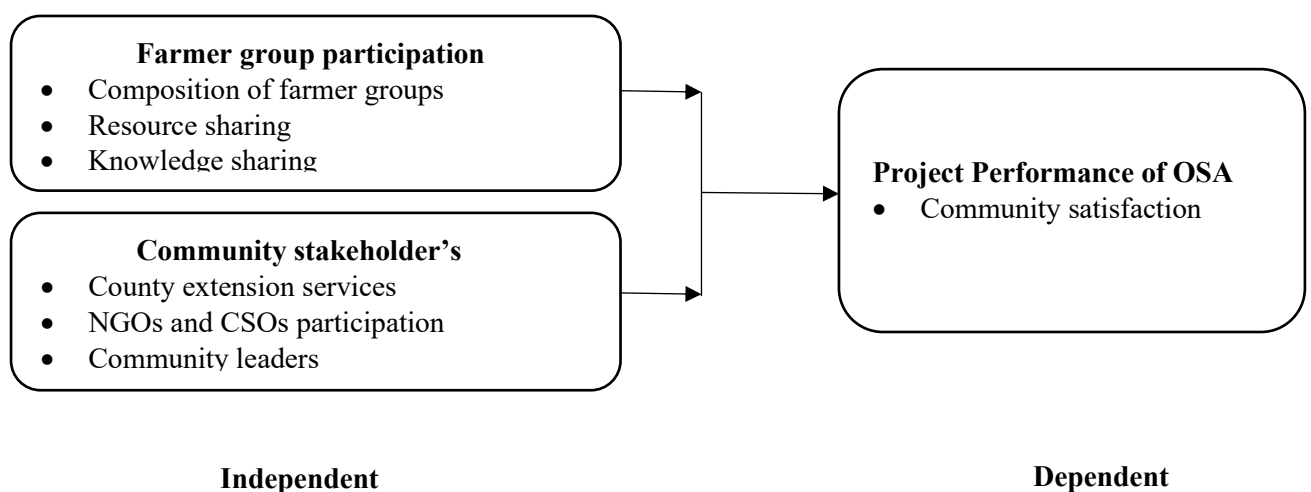 Farmer group participation
• Composition of farmer groups
• Resource sharing
• Knowledge sharing
Community stakeholder’s
• County extension services
• NGOs and CSOs participation
• Community leaders
Project Performance of OSA
• Community satisfaction
Independent
Dependent